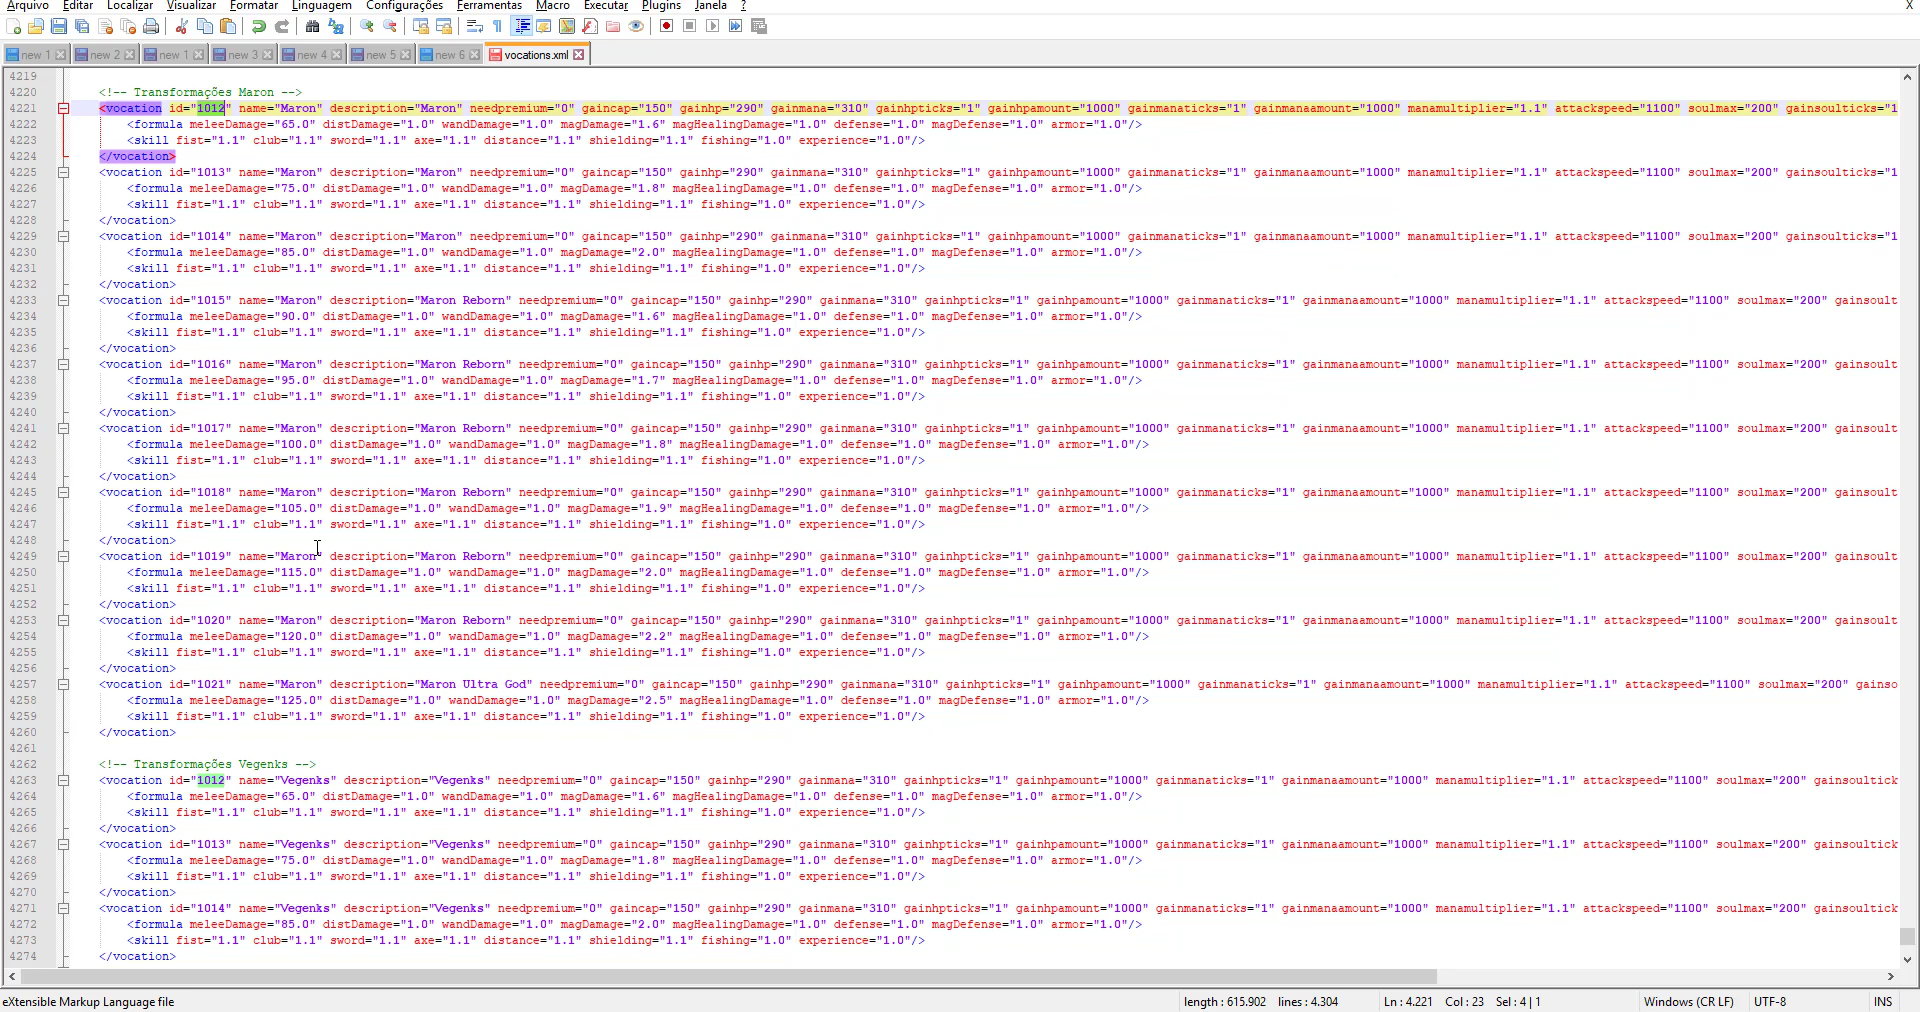 Arquivo Editar Localizar Visualizar Formatar Linguagem Configurações Ferramentas Macro Executar Plugins Janela ? X
new 1 new 2 new 1 new 3 new 4 new 5 new 6 vocations.xml
4219
4220 <!-- Transformações Maron -->
4221 <vocation id="1012" name="Maron" description="Maron" needpremium="0" gaincap="150" gainhp="290" gainmana="310" gainhpticks="1" gainhpamount="1000" gainmanaticks="1" gainmanaamount="1000" manamultiplier="1.1" attackspeed="1100" soulmax="200" gainsoulticks="1
4222 <formula meleeDamage="65.0" distDamage="1.0" wandDamage="1.0" magDamage="1.6" magHealingDamage="1.0" defense="1.0" magDefense="1.0" armor="1.0"/>
4223 <skill fist="1.1" club="1.1" sword="1.1" axe="1.1" distance="1.1" shielding="1.1" fishing="1.0" experience="1.0"/>
4224 </vocation>
4225 <vocation id="1013" name="Maron" description="Maron" needpremium="0" gaincap="150" gainhp="290" gainmana="310" gainhpticks="1" gainhpamount="1000" gainmanaticks="1" gainmanaamount="1000" manamultiplier="1.1" attackspeed="1100" soulmax="200" gainsoulticks="1
4226 <formula meleeDamage="75.0" distDamage="1.0" wandDamage="1.0" magDamage="1.8" magHealingDamage="1.0" defense="1.0" magDefense="1.0" armor="1.0"/>
4227 <skill fist="1.1" club="1.1" sword="1.1" axe="1.1" distance="1.1" shielding="1.1" fishing="1.0" experience="1.0"/>
4228 </vocation>
4229 <vocation id="1014" name="Maron" description="Maron" needpremium="0" gaincap="150" gainhp="290" gainmana="310" gainhpticks="1" gainhpamount="1000" gainmanaticks="1" gainmanaamount="1000" manamultiplier="1.1" attackspeed="1100" soulmax="200" gainsoulticks="1
4230 <formula meleeDamage="85.0" distDamage="1.0" wandDamage="1.0" magDamage="2.0" magHealingDamage="1.0" defense="1.0" magDefense="1.0" armor="1.0"/>
4231 <skill fist="1.1" club="1.1" sword="1.1" axe="1.1" distance="1.1" shielding="1.1" fishing="1.0" experience="1.0"/>
4232 </vocation>
4233 <vocation id="1015" name="Maron" description="Maron Reborn" needpremium="0" gaincap="150" gainhp="290" gainmana="310" gainhpticks="1" gainhpamount="1000" gainmanaticks="1" gainmanaamount="1000" manamultiplier="1.1" attackspeed="1100" soulmax="200" gainsoult
4234 <formula meleeDamage="90.0" distDamage="1.0" wandDamage="1.0" magDamage="1.6" magHealingDamage="1.0" defense="1.0" magDefense="1.0" armor="1.0"/>
4235 <skill fist="1.1" club="1.1" sword="1.1" axe="1.1" distance="1.1" shielding="1.1" fishing="1.0" experience="1.0"/>
4236 </vocation>
4237 <vocation id="1016" name="Maron" description="Maron Reborn" needpremium="0" gaincap="150" gainhp="290" gainmana="310" gainhpticks="1" gainhpamount="1000" gainmanaticks="1" gainmanaamount="1000" manamultiplier="1.1" attackspeed="1100" soulmax="200" gainsoult
4238 <formula meleeDamage="95.0" distDamage="1.0" wandDamage="1.0" magDamage="1.7" magHealingDamage="1.0" defense="1.0" magDefense="1.0" armor="1.0"/>
4239 <skill fist="1.1" club="1.1" sword="1.1" axe="1.1" distance="1.1" shielding="1.1" fishing="1.0" experience="1.0"/>
4240 </vocation>
4241 <vocation id="1017" name="Maron" description="Maron Reborn" needpremium="0" gaincap="150" gainhp="290" gainmana="310" gainhpticks="1" gainhpamount="1000" gainmanaticks="1" gainmanaamount="1000" manamultiplier="1.1" attackspeed="1100" soulmax="200" gainsoult
4242 <formula meleeDamage="100.0" distDamage="1.0" wandDamage="1.0" magDamage="1.8" magHealingDamage="1.0" defense="1.0" magDefense="1.0" armor="1.0"/>
4243 <skill fist="1.1" club="1.1" sword="1.1" axe="1.1" distance="1.1" shielding="1.1" fishing="1.0" experience="1.0"/>
4244 </vocation>
4245 <vocation id="1018" name="Maron" description="Maron Reborn" needpremium="0" gaincap="150" gainhp="290" gainmana="310" gainhpticks="1" gainhpamount="1000" gainmanaticks="1" gainmanaamount="1000" manamultiplier="1.1" attackspeed="1100" soulmax="200" gainsoult
4246 <formula meleeDamage="105.0" distDamage="1.0" wandDamage="1.0" magDamage="1.9" magHealingDamage="1.0" defense="1.0" magDefense="1.0" armor="1.0"/>
4247 <skill fist="1.1" club="1.1" sword="1.1" axe="1.1" distance="1.1" shielding="1.1" fishing="1.0" experience="1.0"/>
4248 </vocation>
4249 <vocation id="1019" name="Maron" description="Maron Reborn" needpremium="0" gaincap="150" gainhp="290" gainmana="310" gainhpticks="1" gainhpamount="1000" gainmanaticks="1" gainmanaamount="1000" manamultiplier="1.1" attackspeed="1100" soulmax="200" gainsoult
4250 <formula meleeDamage="115.0" distDamage="1.0" wandDamage="1.0" magDamage="2.0" magHealingDamage="1.0" defense="1.0" magDefense="1.0" armor="1.0"/>
4251 <skill fist="1.1" club="1.1" sword="1.1" axe="1.1" distance="1.1" shielding="1.1" fishing="1.0" experience="1.0"/>
4252 </vocation>
4253 <vocation id="1020" name="Maron" description="Maron Reborn" needpremium="0" gaincap="150" gainhp="290" gainmana="310" gainhpticks="1" gainhpamount="1000" gainmanaticks="1" gainmanaamount="1000" manamultiplier="1.1" attackspeed="1100" soulmax="200" gainsoult
4254 <formula meleeDamage="120.0" distDamage="1.0" wandDamage="1.0" magDamage="2.2" magHealingDamage="1.0" defense="1.0" magDefense="1.0" armor="1.0"/>
4255 <skill fist="1.1" club="1.1" sword="1.1" axe="1.1" distance="1.1" shielding="1.1" fishing="1.0" experience="1.0"/>
4256 </vocation>
4257 <vocation id="1021" name="Maron" description="Maron Ultra God" needpremium="0" gaincap="150" gainhp="290" gainmana="310" gainhpticks="1" gainhpamount="1000" gainmanaticks="1" gainmanaamount="1000" manamultiplier="1.1" attackspeed="1100" soulmax="200" gainso
4258 <formula meleeDamage="125.0" distDamage="1.0" wandDamage="1.0" magDamage="2.5" magHealingDamage="1.0" defense="1.0" magDefense="1.0" armor="1.0"/>
4259 <skill fist="1.1" club="1.1" sword="1.1" axe="1.1" distance="1.1" shielding="1.1" fishing="1.0" experience="1.0"/>
4260 </vocation>
4261
4262 <!-- Transformações Vegenks -->
4263 <vocation id="1012" name="Vegenks" description="Vegenks" needpremium="0" gaincap="150" gainhp="290" gainmana="310" gainhpticks="1" gainhpamount="1000" gainmanaticks="1" gainmanaamount="1000" manamultiplier="1.1" attackspeed="1100" soulmax="200" gainsoultick
4264 <formula meleeDamage="65.0" distDamage="1.0" wandDamage="1.0" magDamage="1.6" magHealingDamage="1.0" defense="1.0" magDefense="1.0" armor="1.0"/>
4265 <skill fist="1.1" club="1.1" sword="1.1" axe="1.1" distance="1.1" shielding="1.1" fishing="1.0" experience="1.0"/>
4266 </vocation>
4267 <vocation id="1013" name="Vegenks" description="Vegenks" needpremium="0" gaincap="150" gainhp="290" gainmana="310" gainhpticks="1" gainhpamount="1000" gainmanaticks="1" gainmanaamount="1000" manamultiplier="1.1" attackspeed="1100" soulmax="200" gainsoultick
4268 <formula meleeDamage="75.0" distDamage="1.0" wandDamage="1.0" magDamage="1.8" magHealingDamage="1.0" defense="1.0" magDefense="1.0" armor="1.0"/>
4269 <skill fist="1.1" club="1.1" sword="1.1" axe="1.1" distance="1.1" shielding="1.1" fishing="1.0" experience="1.0"/>
4270 </vocation>
4271 <vocation id="1014" name="Vegenks" description="Vegenks" needpremium="0" gaincap="150" gainhp="290" gainmana="310" gainhpticks="1" gainhpamount="1000" gainmanaticks="1" gainmanaamount="1000" manamultiplier="1.1" attackspeed="1100" soulmax="200" gainsoultick
4272 <formula meleeDamage="85.0" distDamage="1.0" wandDamage="1.0" magDamage="2.0" magHealingDamage="1.0" defense="1.0" magDefense="1.0" armor="1.0"/>
4273 <skill fist="1.1" club="1.1" sword="1.1" axe="1.1" distance="1.1" shielding="1.1" fishing="1.0" experience="1.0"/>
4274 </vocation>
eXtensible Markup Language file length : 615.902 lines : 4.304 Ln : 4.221 Col : 23 Sel : 4 | 1 Windows (CR LF) UTF-8 INS